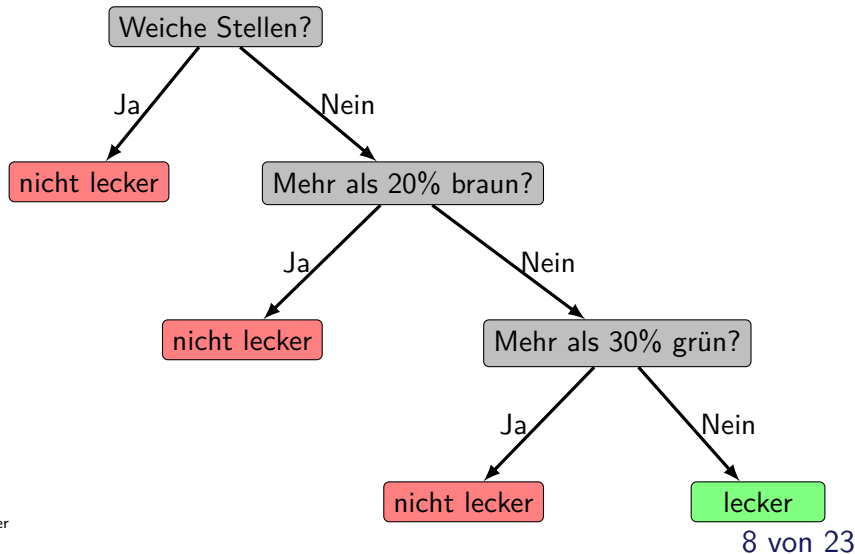 Weiche Stellen?
Ja
Nein
nicht lecker
Mehr als 20% braun?
Ja
Nein
nicht lecker
Mehr als 30% grün?
Ja
Nein
nicht lecker
lecker
er
8 von 23